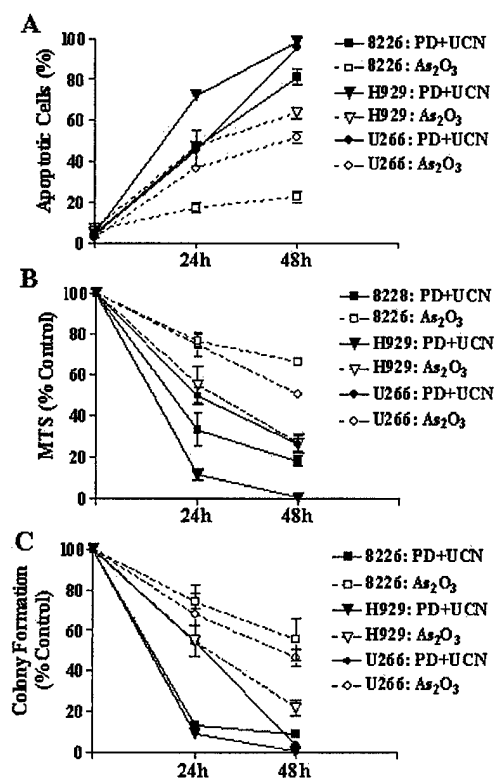 A
Apoptotic Cells (%)
100
80
60
40
20
0
24h
48h
8226: PD+UCN
8226: As₂O₃
H929: PD+UCN
H929: As₂O₃
U266: PD+UCN
U266: As₂O₃
B
MTS (% Control)
100
80
60
40
20
0
24h
48h
8228: PD+UCN
8226: As₂O₃
H929: PD+UCN
H929: As₂O₃
U266: PD+UCN
U266: As₂O₃
C
Colony Formation
(% Control)
100
80
60
40
20
0
24h
48h
8226: PD+UCN
8226: As₂O₃
H929: PD+UCN
H929: As₂O₃
U266: PD+UCN
U266: As₂O₃